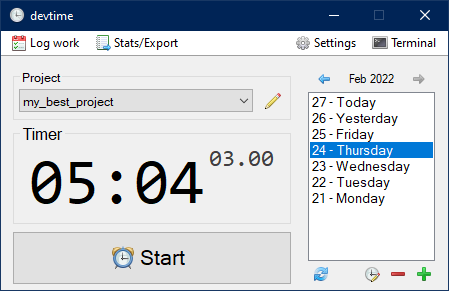 devtime
Log work Stats/Export Settings Terminal
Project
my_best_project
Timer
05:04 03.00
Start
Feb 2022
27 - Today
26 - Yesterday
25 - Friday
24 - Thursday
23 - Wednesday
22 - Tuesday
21 - Monday